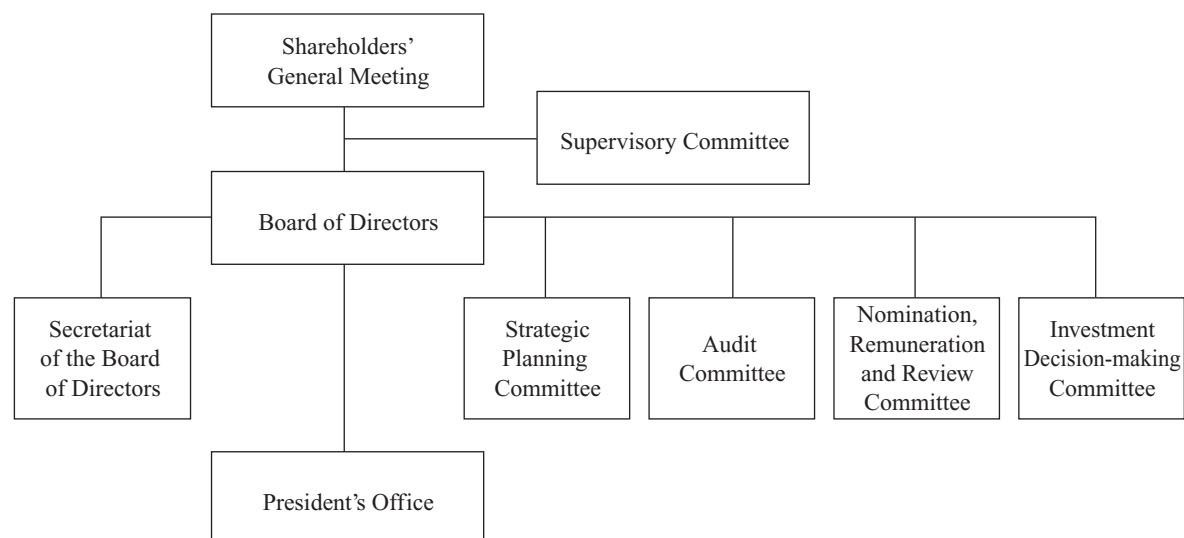 Shareholders’
General Meeting
Supervisory Committee
Board of Directors
Secretariat
of the Board
of Directors
Strategic
Planning
Committee
Audit
Committee
Nomination,
Remuneration
and Review
Committee
Investment
Decision-making
Committee
President’s Office